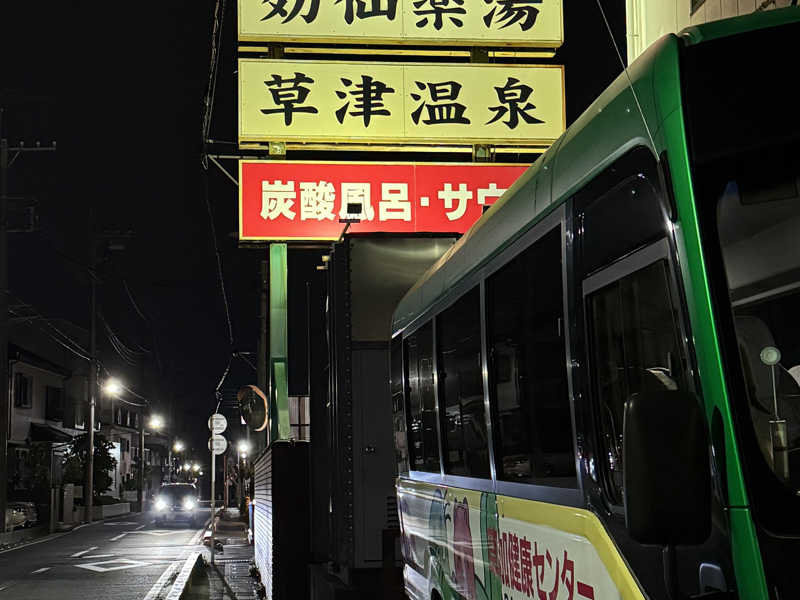 効仙薬湯
草津温泉
炭酸風呂・サウ
健康センター